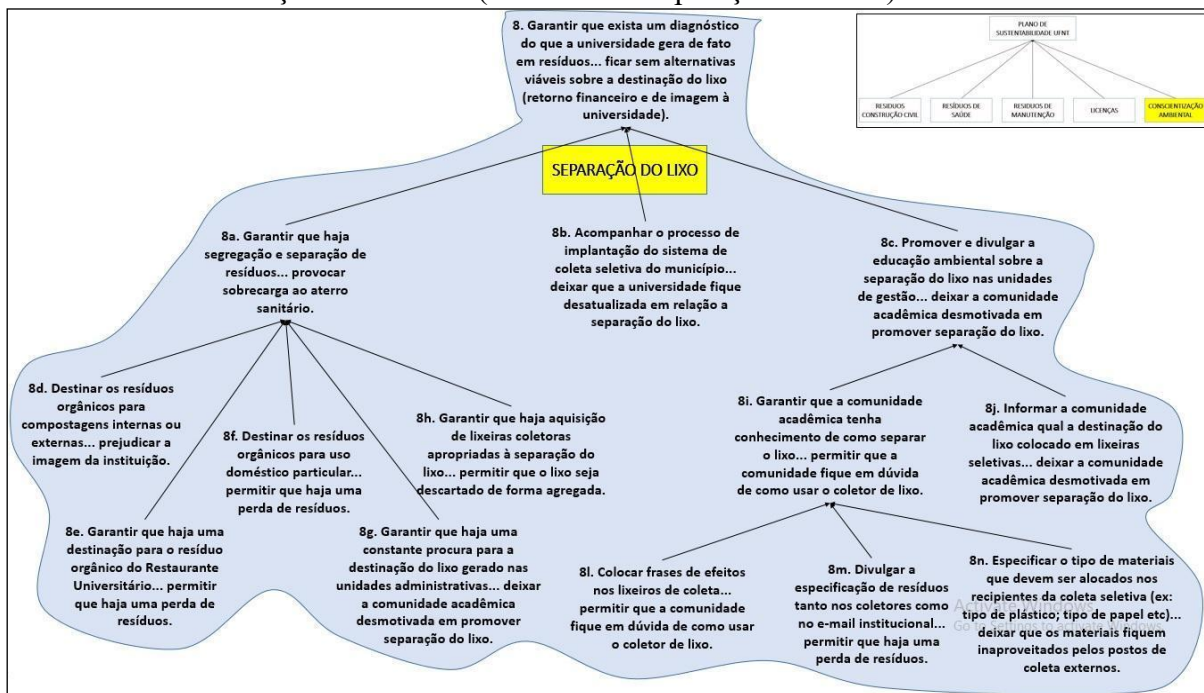 8. Garantir que exista um diagnóstico
do que a universidade gera de fato
em resíduos... ficar sem alternativas
viáveis sobre a destinação do lixo
(retorno financeiro e de imagem à
universidade).
PLANO DE
SUSTENTABILIDADE UFNT
RESIDUOS
CONSTRUÇÃO CIVIL
RESÍDUOS DE
SAÚDE
RESIDUOS DE
MANUTENÇÃO
LICENÇAS
CONSCIENTIZAÇÃO
AMBIENTAL
SEPARAÇÃO DO LIXO
8a. Garantir que haja
segregação e separação de
resíduos... provocar
sobrecarga ao aterro
sanitário.
8b. Acompanhar o processo de
implantação do sistema de
coleta seletiva do município...
deixar que a universidade fique
desatualizada em relação a
separação do lixo.
8c. Promover e divulgar a
educação ambiental sobre a
separação do lixo nas unidades
de gestão... deixar a comunidade
acadêmica desmotivada em
promover separação do lixo.
8d. Destinar os resíduos
orgânicos para
compostagens internas ou
externas... prejudicar a
imagem da instituição.
8f. Destinar os resíduos
orgânicos para uso
doméstico particular...
permitir que haja uma
perda de resíduos.
8h. Garantir que haja aquisição
de lixeiras coletoras
apropriadas à separação do
lixo... permitir que o lixo seja
descartado de forma agregada.
8i. Garantir que a comunidade
acadêmica tenha
conhecimento de como separar
o lixo... permitir que a
comunidade fique em dúvida
de como usar o coletor de lixo.
8j. Informar a comunidade
acadêmica qual a destinação do
lixo colocado em lixeiras
seletivas... deixar a comunidade
acadêmica desmotivada em
promover separação do lixo.
8e. Garantir que haja uma
destinação para o resíduo
orgânico do Restaurante
Universitário... permitir
que haja uma perda de
resíduos.
8g. Garantir que haja uma
constante procura para a
destinação do lixo gerado nas
unidades administrativas... deixar
a comunidade acadêmica
desmotivada em promover
separação do lixo.
8l. Colocar frases de efeitos
nos lixeiros de coleta...
permitir que a comunidade
fique em dúvida de como usar
o coletor de lixo.
8m. Divulgar a
especificação de resíduos
tanto nos coletores como
no e-mail institucional...
permitir que haja uma
perda de resíduos.
8n. Especificar o tipo de materiais
que devem ser alocados nos
recipientes da coleta seletiva (ex:
tipo de plástico; tipo de papel etc)...
deixar que os materiais fiquem
inaproveitados pelos postos de
coleta externos.
Activate Windows
Go to Settings to activate Windows.